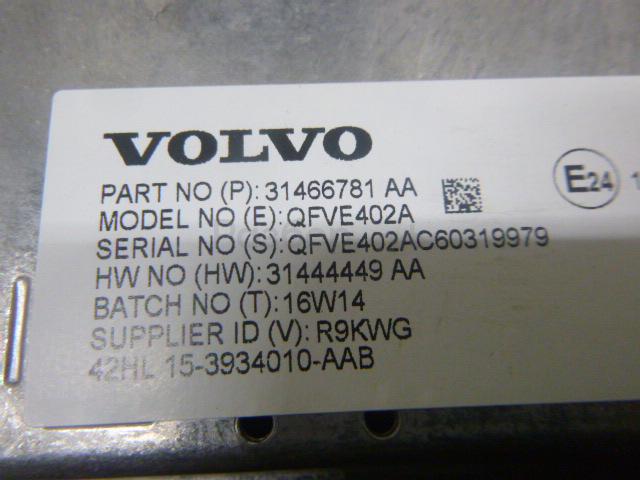 VOLVO
PART NO (P): 31466781 AA
MODEL NO (E): QFVE402A
SERIAL NO (S): QFVE402AC60319979
HW NO (HW): 31444449 AA
BATCH NO (T): 16W14
SUPPLIER ID (V): R9KWG
42HL 15-3934010-AAB
E24